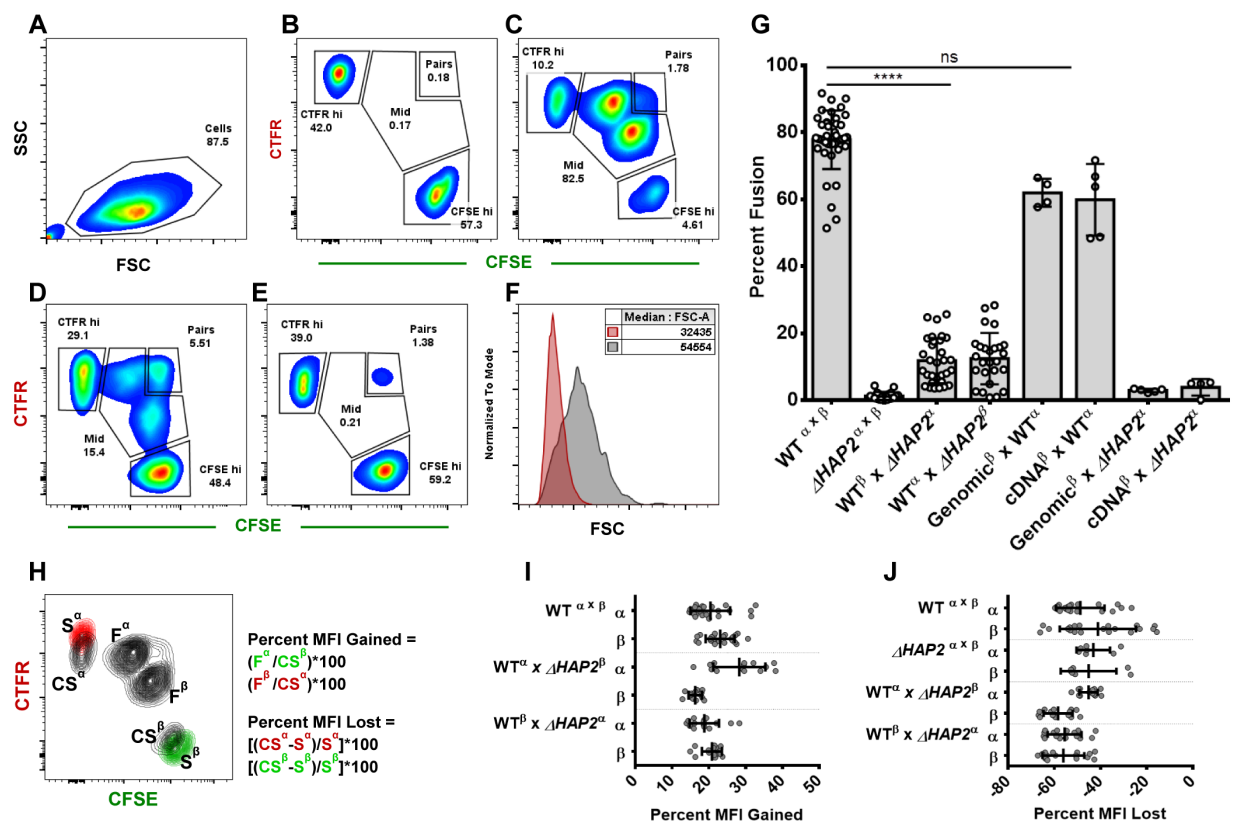 A
SSC
Cells
87.5
FSC
B
CTFR
CTFR hi
42.0
Pairs
0.18
Mid
0.17
CFSE hi
57.3
C
CTFR hi
10.2
Pairs
1.78
Mid
82.5
CFSE hi
4.61
CFSE
D
CTFR
CTFR hi
29.1
Pairs
5.51
Mid
15.4
CFSE hi
48.4
E
CTFR hi
39.0
Pairs
1.38
Mid
0.21
CFSE hi
59.2
CFSE
F
Normalized To Mode
Median : FSC-A
32435
54554
FSC
G
Percent Fusion
100
80
60
40
20
0
ns
****
WT α x β
ΔHAP2 α x β
WTβ x ΔHAP2α
WTα x ΔHAP2β
Genomicβ x WTα
cDNAβ x WTα
Genomicβ x ΔHAP2α
cDNAβ x ΔHAP2α
H
CTFR
Sα
CSα
Fα
Fβ
CSβ
Sβ
CFSE
Percent MFI Gained =
(Fα/CSβ)*100
(Fβ/CSα)*100
Percent MFI Lost =
[(CSα-Sα)/Sα]*100
[(CSβ-Sβ)/Sβ]*100
I
WT α x β
α
β
WTα x ΔHAP2β
α
β
WTβ x ΔHAP2α
α
β
0
10
20
30
40
50
Percent MFI Gained
J
WT α x β
α
β
ΔHAP2 α x β
α
β
WTα x ΔHAP2β
α
β
WTβ x ΔHAP2α
α
β
-80
-60
-40
-20
0
Percent MFI Lost